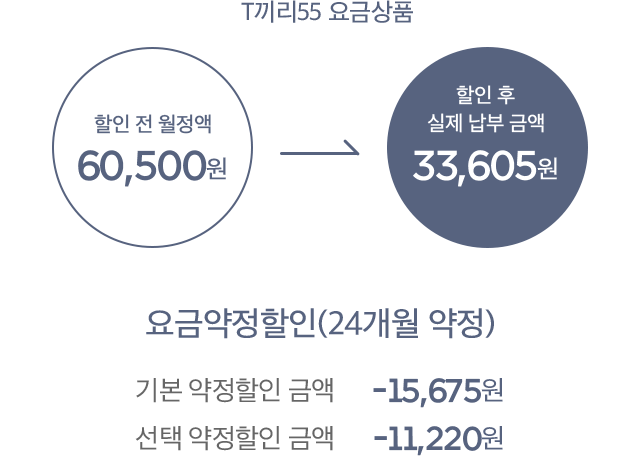 T끼리55 요금상품
할인 전 월정액
60,500원
할인 후
실제 납부 금액
33,605원
요금약정할인(24개월 약정)
기본 약정할인 금액 -15,675원
선택 약정할인 금액 -11,220원